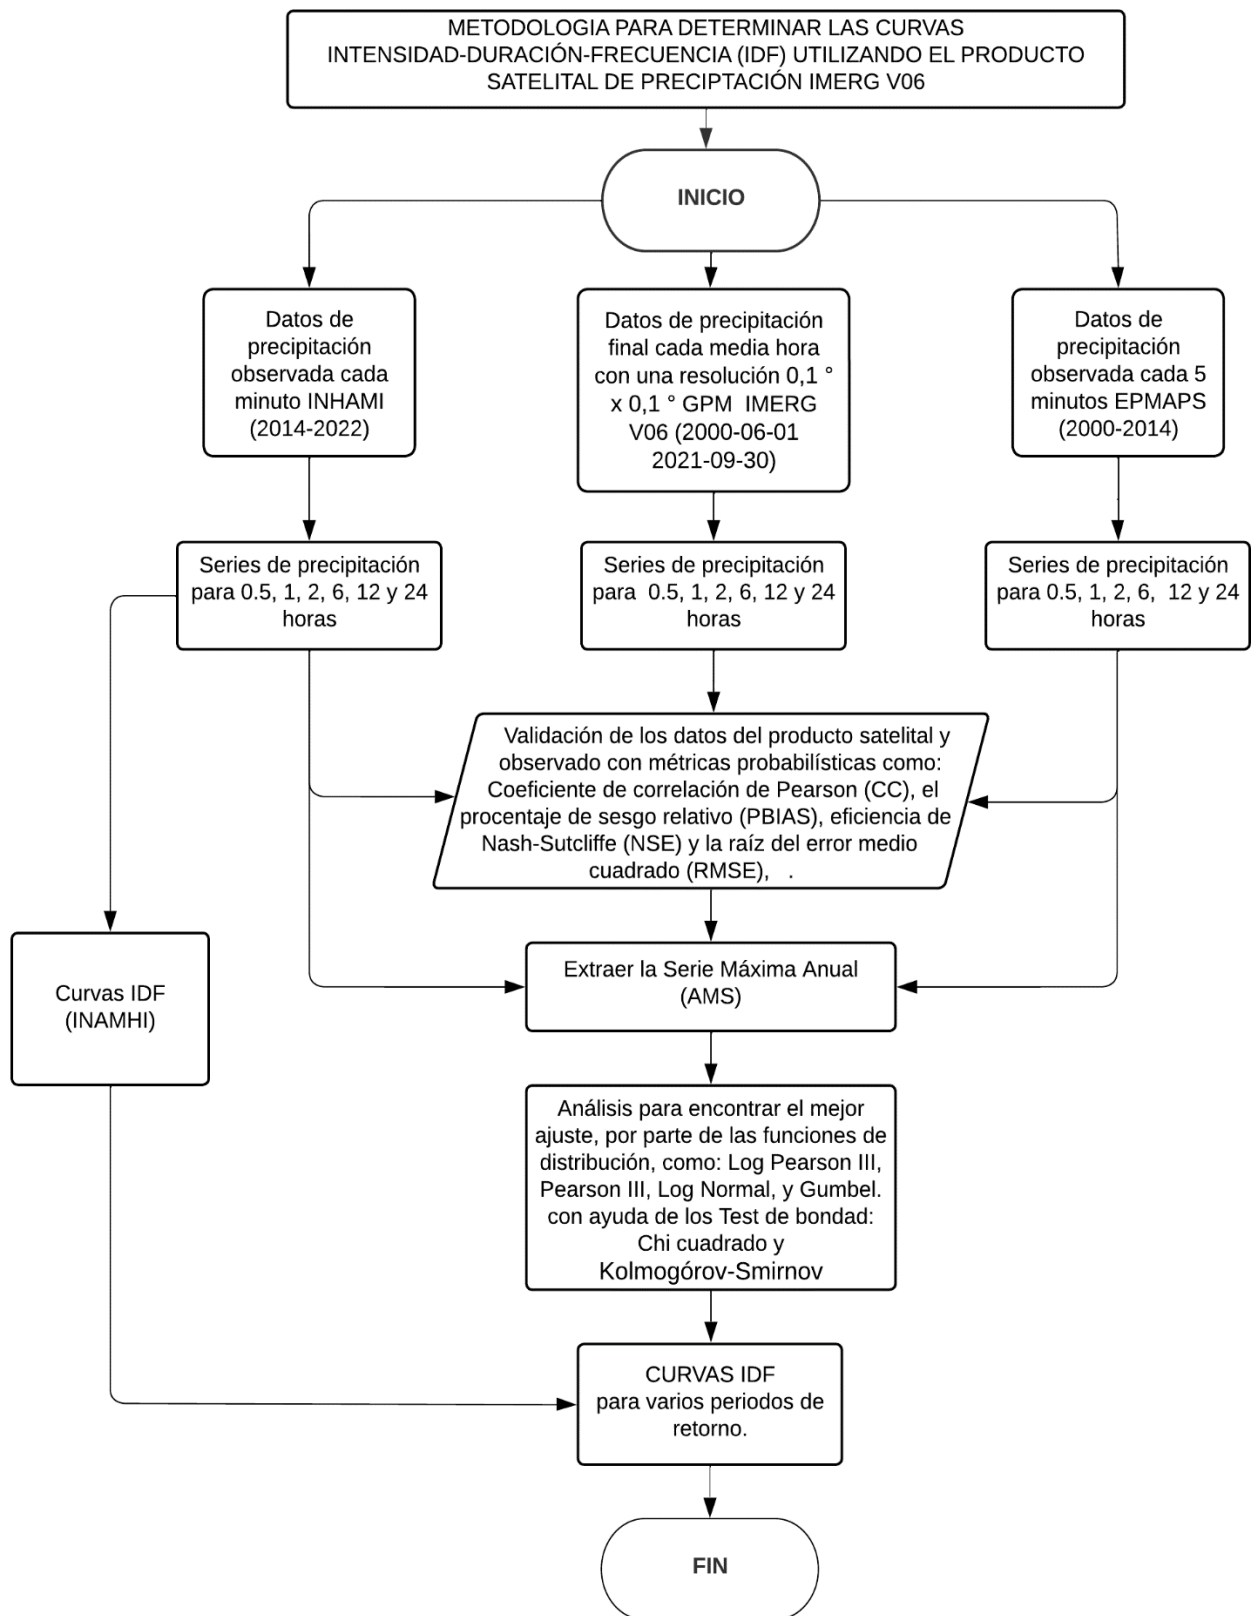 METODOLOGIA PARA DETERMINAR LAS CURVAS
INTENSIDAD-DURACIÓN-FRECUENCIA (IDF) UTILIZANDO EL PRODUCTO
SATELITAL DE PRECIPTACIÓN IMERG V06
INICIO
Datos de
precipitación
observada cada
minuto INHAMI
(2014-2022)
Datos de precipitación
final cada media hora
con una resolución 0,1 °
x 0,1 ° GPM IMERG
V06 (2000-06-01
2021-09-30)
Datos de
precipitación
observada cada 5
minutos EPMAPS
(2000-2014)
Series de precipitación
para 0.5, 1, 2, 6, 12 y 24
horas
Series de precipitación
para 0.5, 1, 2, 6, 12 y 24
horas
Series de precipitación
para 0.5, 1, 2, 6, 12 y 24
horas
Validación de los datos del producto satelital y
observado con métricas probabilísticas como:
Coeficiente de correlación de Pearson (CC), el
procentaje de sesgo relativo (PBIAS), eficiencia de
Nash-Sutcliffe (NSE) y la raíz del error medio
cuadrado (RMSE), .
Curvas IDF
(INAMHI)
Extraer la Serie Máxima Anual
(AMS)
Análisis para encontrar el mejor
ajuste, por parte de las funciones de
distribución, como: Log Pearson III,
Pearson III, Log Normal, y Gumbel.
con ayuda de los Test de bondad:
Chi cuadrado y
Kolmogórov-Smirnov
CURVAS IDF
para varios periodos de
retorno.
FIN